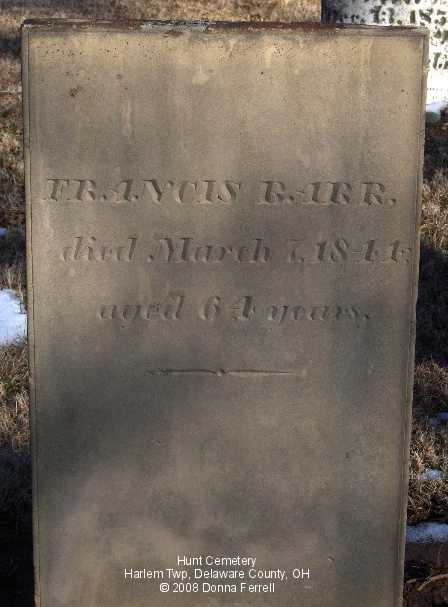 FRANCIS BARR,
died March 7, 1844;
aged 64 years.
Hunt Cemetery
Harlem Twp, Delaware County, OH
© 2008 Donna Ferrell